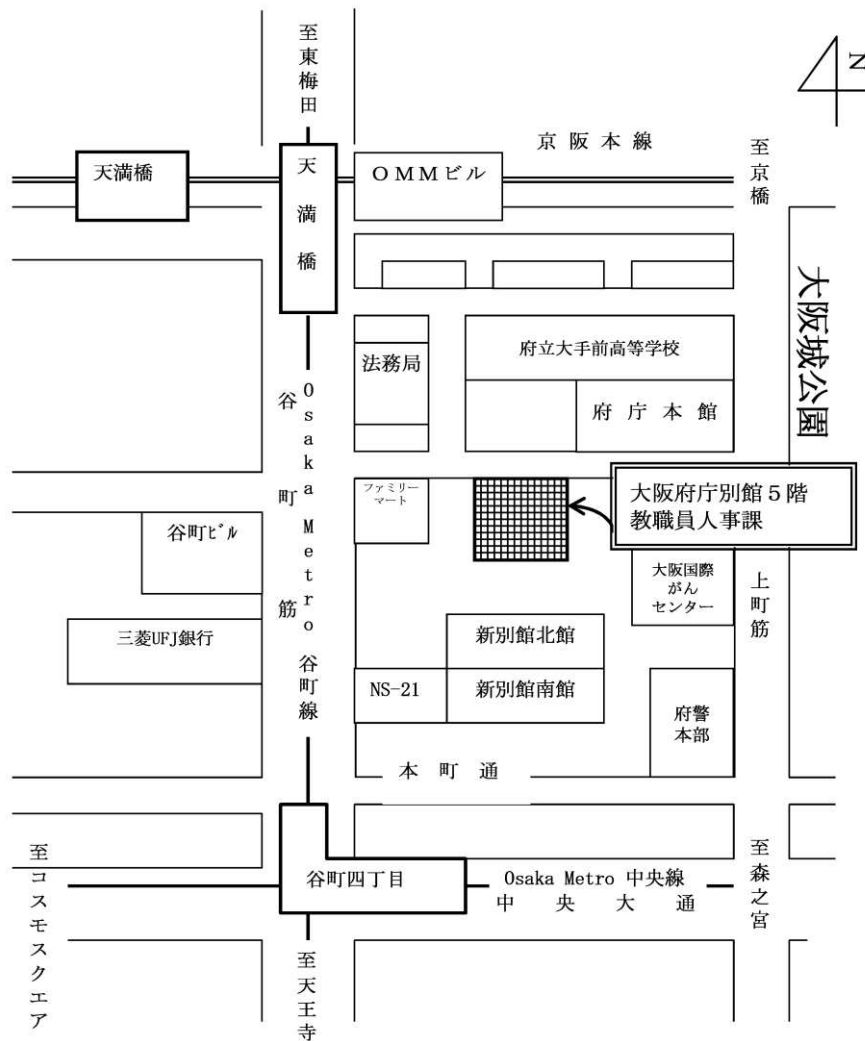 至東梅田
N
京阪本線
至京橋
天満橋
天満橋
OMMビル
大阪城公園
法務局
府立大手前高等学校
府庁本館
谷町筋
Osaka Metro 谷町線
ファミリー
マート
大阪府庁別館5階
教職員人事課
谷町ﾋﾞﾙ
大阪国際
がん
センター
上町筋
三菱UFJ銀行
新別館北館
NS-21
新別館南館
府警
本部
本町通
至コスモスクエア
谷町四丁目
Osaka Metro 中央線
中央大通
至森之宮
至天王寺